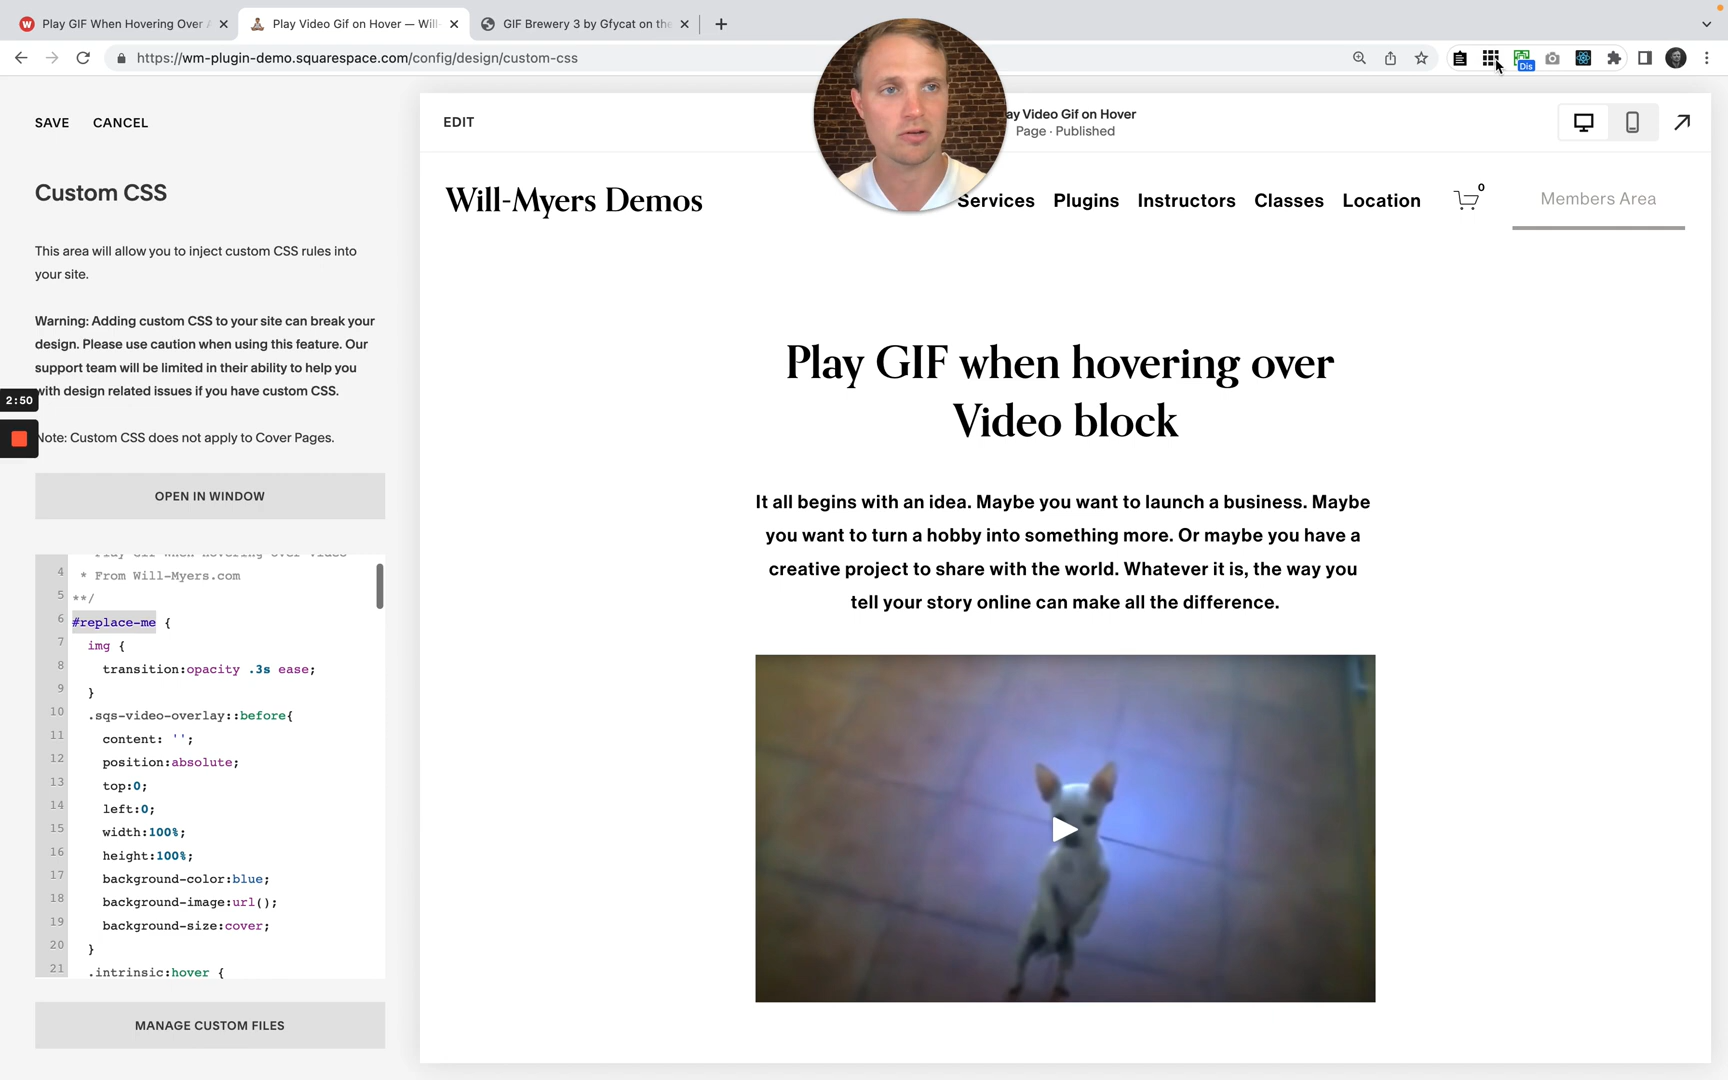 Play GIF When Hovering Over
Play Video Gif on Hover — Will-
GIF Brewery 3 by Gfycat on the
https://wm-plugin-demo.squarespace.com/config/design/custom-css
Dis
SAVE
CANCEL
EDIT
ay Video Gif on Hover
Page · Published
Will-Myers Demos
Services
Plugins
Instructors
Classes
Location
0
Members Area
Custom CSS
This area will allow you to inject custom CSS rules into
your site.
Warning: Adding custom CSS to your site can break your
design. Please use caution when using this feature. Our
support team will be limited in their ability to help you
with design related issues if you have custom CSS.
2:50
Note: Custom CSS does not apply to Cover Pages.
OPEN IN WINDOW
Play Gif when hovering over Video
4 * From Will-Myers.com
5 **/
6 #replace-me {
7 img {
8 transition:opacity .3s ease;
9 }
10 .sqs-video-overlay::before{
11 content: '';
12 position:absolute;
13 top:0;
14 left:0;
15 width:100%;
16 height:100%;
17 background-color:blue;
18 background-image:url();
19 background-size:cover;
20 }
21 .intrinsic:hover {
MANAGE CUSTOM FILES
Play GIF when hovering over
Video block
It all begins with an idea. Maybe you want to launch a business. Maybe
you want to turn a hobby into something more. Or maybe you have a
creative project to share with the world. Whatever it is, the way you
tell your story online can make all the difference.